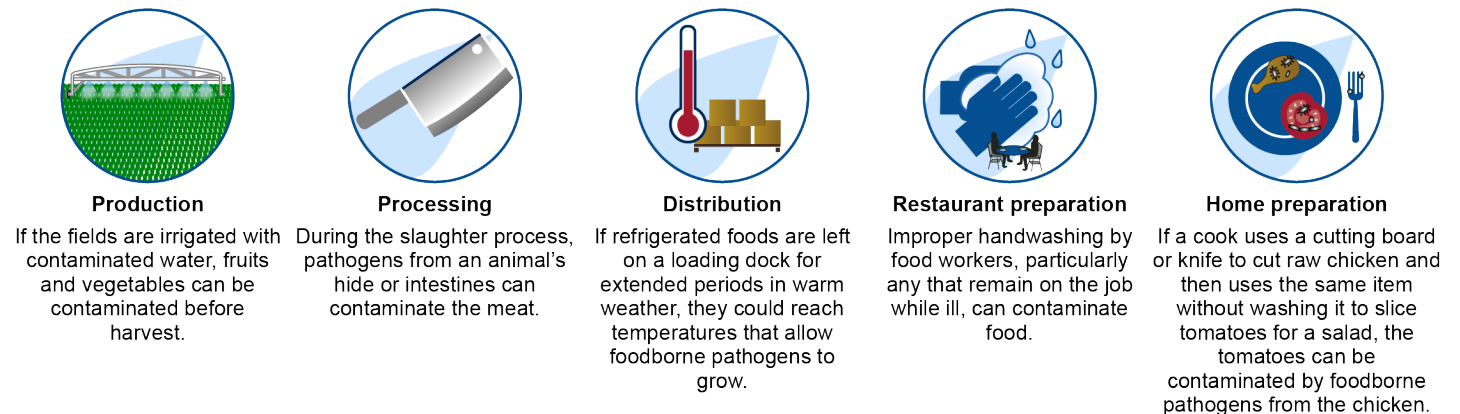 Production
If the fields are irrigated with
contaminated water, fruits
and vegetables can be
contaminated before
harvest.
Processing
During the slaughter process,
pathogens from an animal's
hide or intestines can
contaminate the meat.
Distribution
If refrigerated foods are left
on a loading dock for
extended periods in warm
weather, they could reach
temperatures that allow
foodborne pathogens to
grow.
Restaurant preparation
Improper handwashing by
food workers, particularly
any that remain on the job
while ill, can contaminate
food.
Home preparation
If a cook uses a cutting board
or knife to cut raw chicken and
then uses the same item
without washing it to slice
tomatoes for a salad, the
tomatoes can be
contaminated by foodborne
pathogens from the chicken.